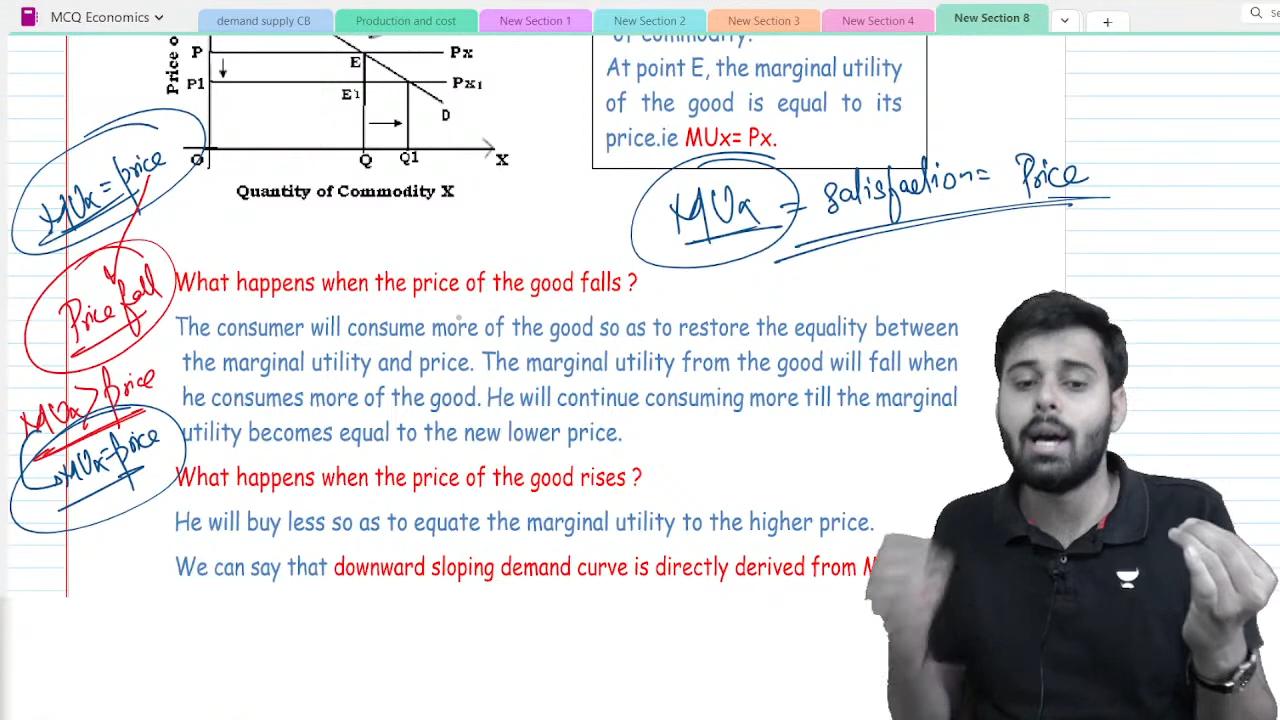 MCQ Economics
demand supply CB
Production and cost
New Section 1
New Section 2
New Section 3
New Section 4
New Section 8
Price
P
E
Px
P1
E'1
Px1
D
O
Q
Q1
X
Quantity of Commodity X
of commodity.
At point E, the marginal utility
of the good is equal to its
price.ie MUx= Px.
MUx = price
MUx = Satisfaction = Price
Price fall
MUx > price
MUx = price
What happens when the price of the good falls ?
The consumer will consume more of the good so as to restore the equality between
the marginal utility and price. The marginal utility from the good will fall when
he consumes more of the good. He will continue consuming more till the marginal
utility becomes equal to the new lower price.
What happens when the price of the good rises ?
He will buy less so as to equate the marginal utility to the higher price.
We can say that downward sloping demand curve is directly derived from